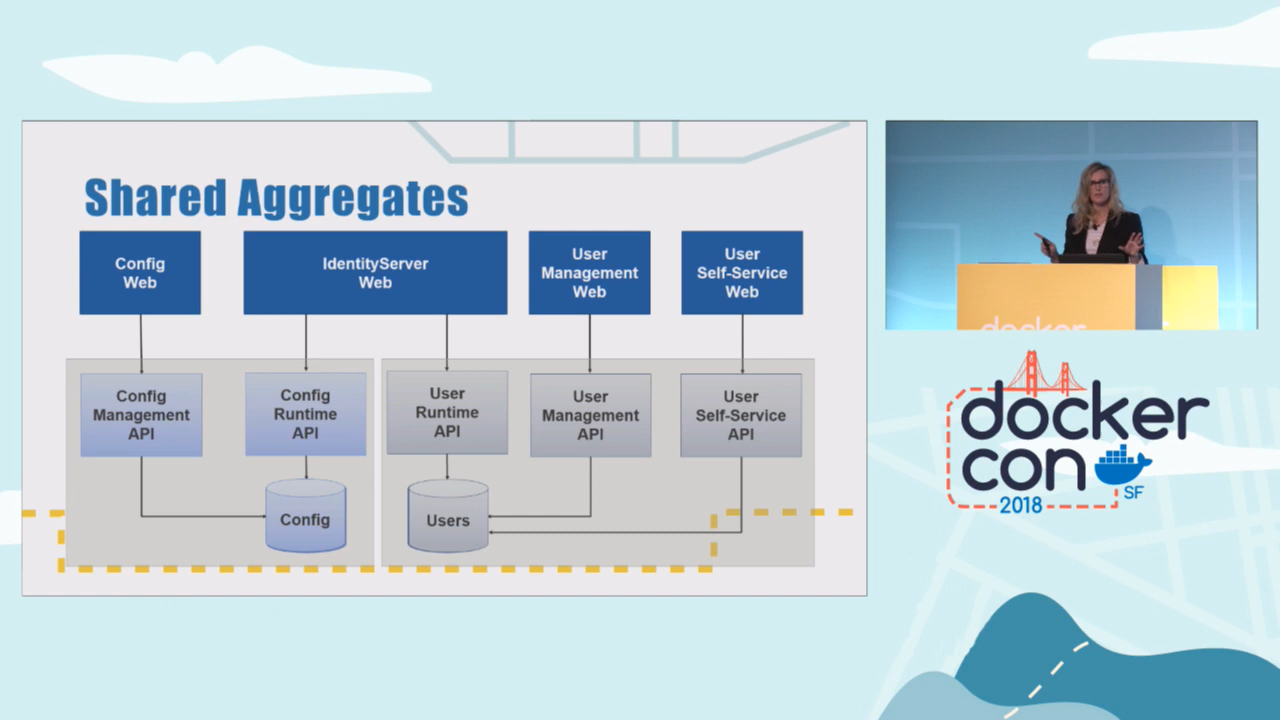 Shared Aggregates
Config
Web
IdentityServer
Web
User
Management
Web
User
Self-Service
Web
Config
Management
API
Config
Runtime
API
User
Runtime
API
User
Management
API
User
Self-Service
API
Config
Users
docker
docker
con
SF
2018